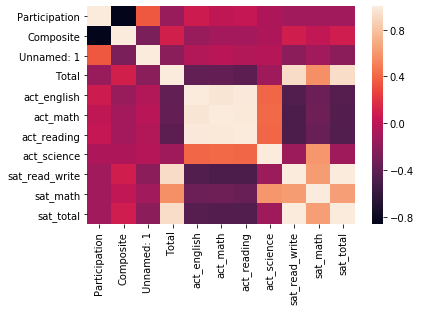 Participation
Composite
Unnamed: 1
Total
act_english
act_math
act_reading
act_science
sat_read_write
sat_math
sat_total
Participation
Composite
Unnamed: 1
Total
act_english
act_math
act_reading
act_science
sat_read_write
sat_math
sat_total
0.8
0.4
0.0
−0.4
−0.8